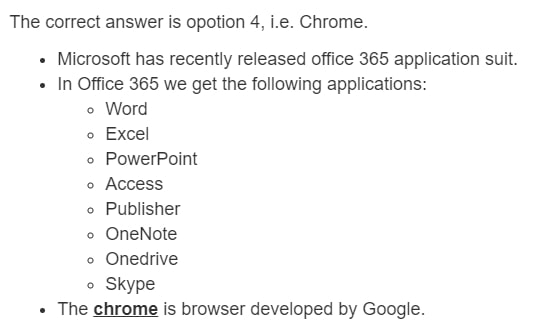 The correct answer is opotion 4, i.e. Chrome.
• Microsoft has recently released office 365 application suit.
• In Office 365 we get the following applications:
◦ Word
◦ Excel
◦ PowerPoint
◦ Access
◦ Publisher
◦ OneNote
◦ Onedrive
◦ Skype
• The chrome is browser developed by Google.